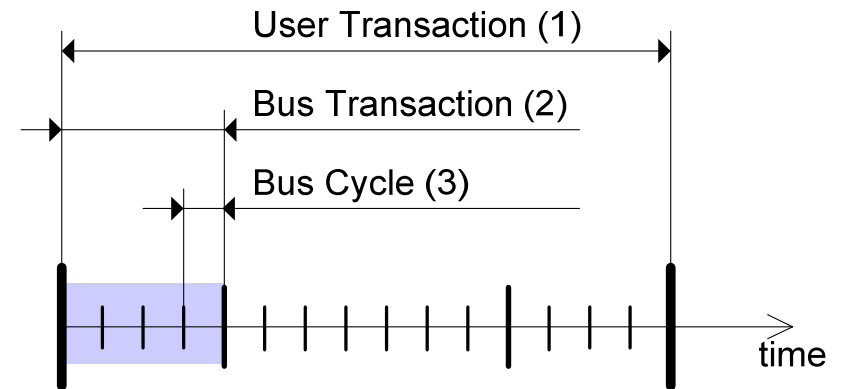 User Transaction (1)
Bus Transaction (2)
Bus Cycle (3)
time